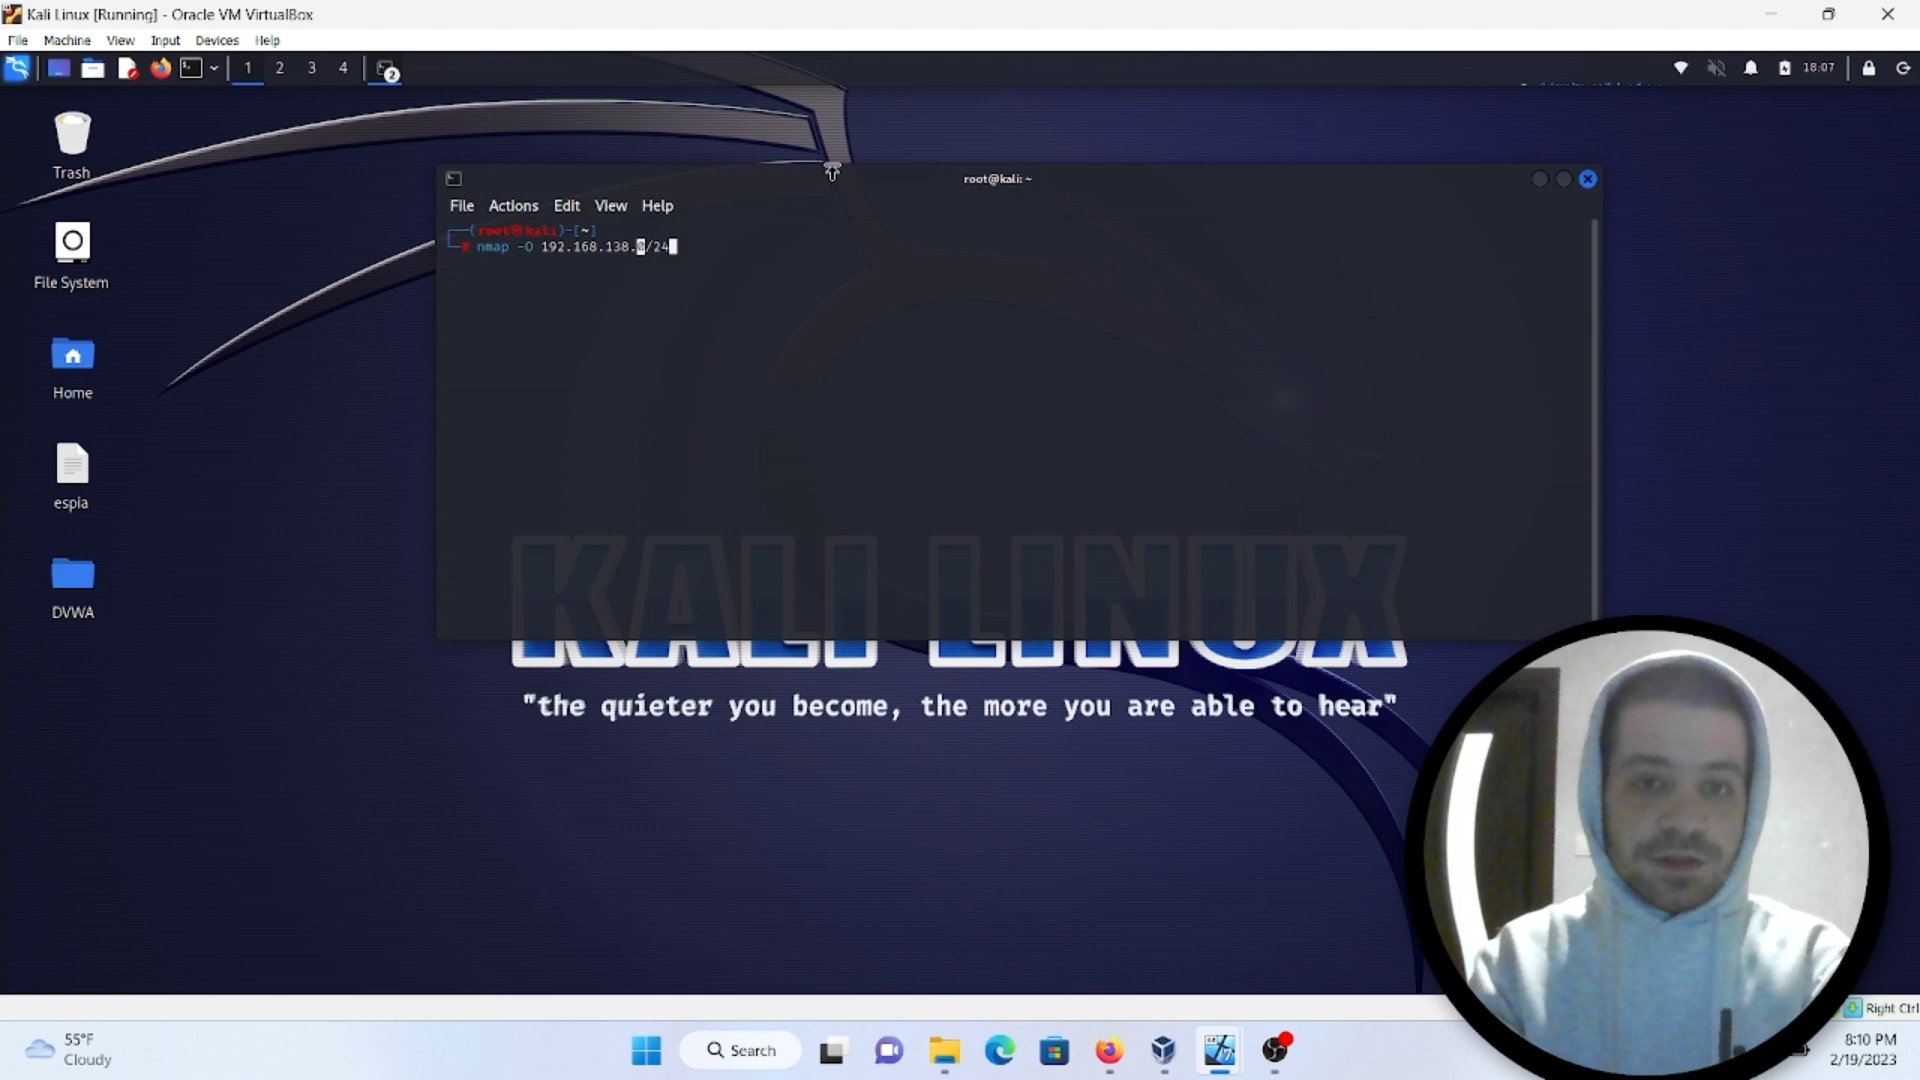 Kali Linux [Running] - Oracle VM VirtualBox
File Machine View Input Devices Help
1 2 3 4 2 18:07
Trash
File System
Home
espia
DVWA
root@kali: ~
File Actions Edit View Help
(root@kali)-[~]
# nmap -O 192.168.138.0/24
KALI LINUX
"the quieter you become, the more you are able to hear"
Right Ctrl
55°F
Cloudy
Search
8:10 PM
2/19/2023